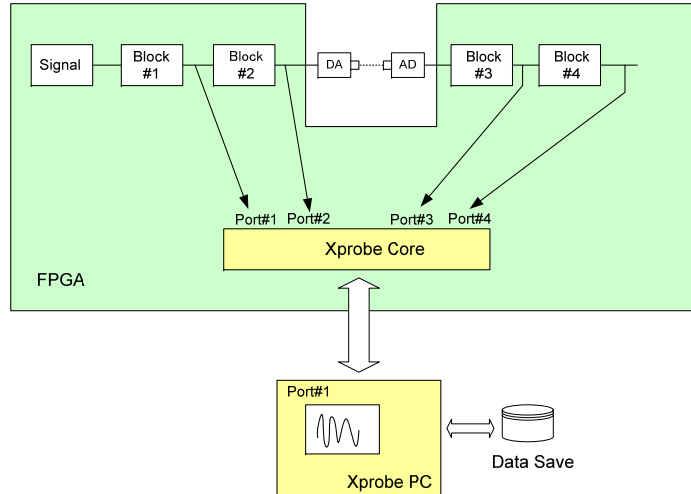 Signal
Block
#1
Block
#2
DA
AD
Block
#3
Block
#4
Port#1
Port#2
Port#3
Port#4
Xprobe Core
FPGA
Port#1
Xprobe PC
Data Save